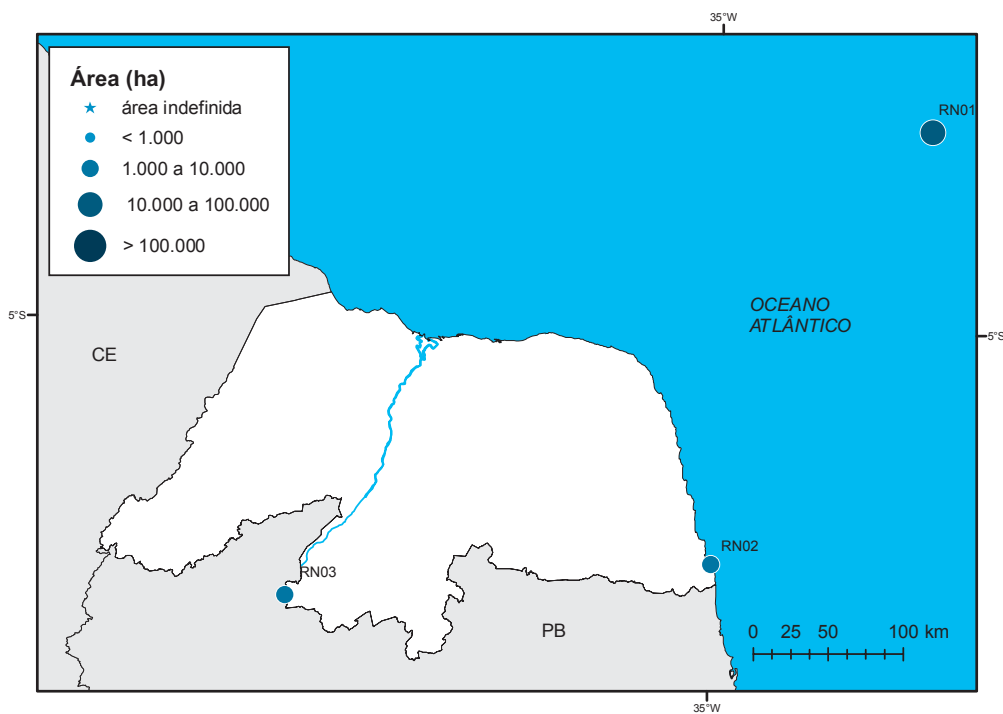 35°W
Área (ha)
área indefinida
< 1.000
1.000 a 10.000
10.000 a 100.000
> 100.000
RN01
OCEANO
ATLÂNTICO
5°S
5°S
CE
RN02
RN03
PB
0 25 50 100 km
35°W